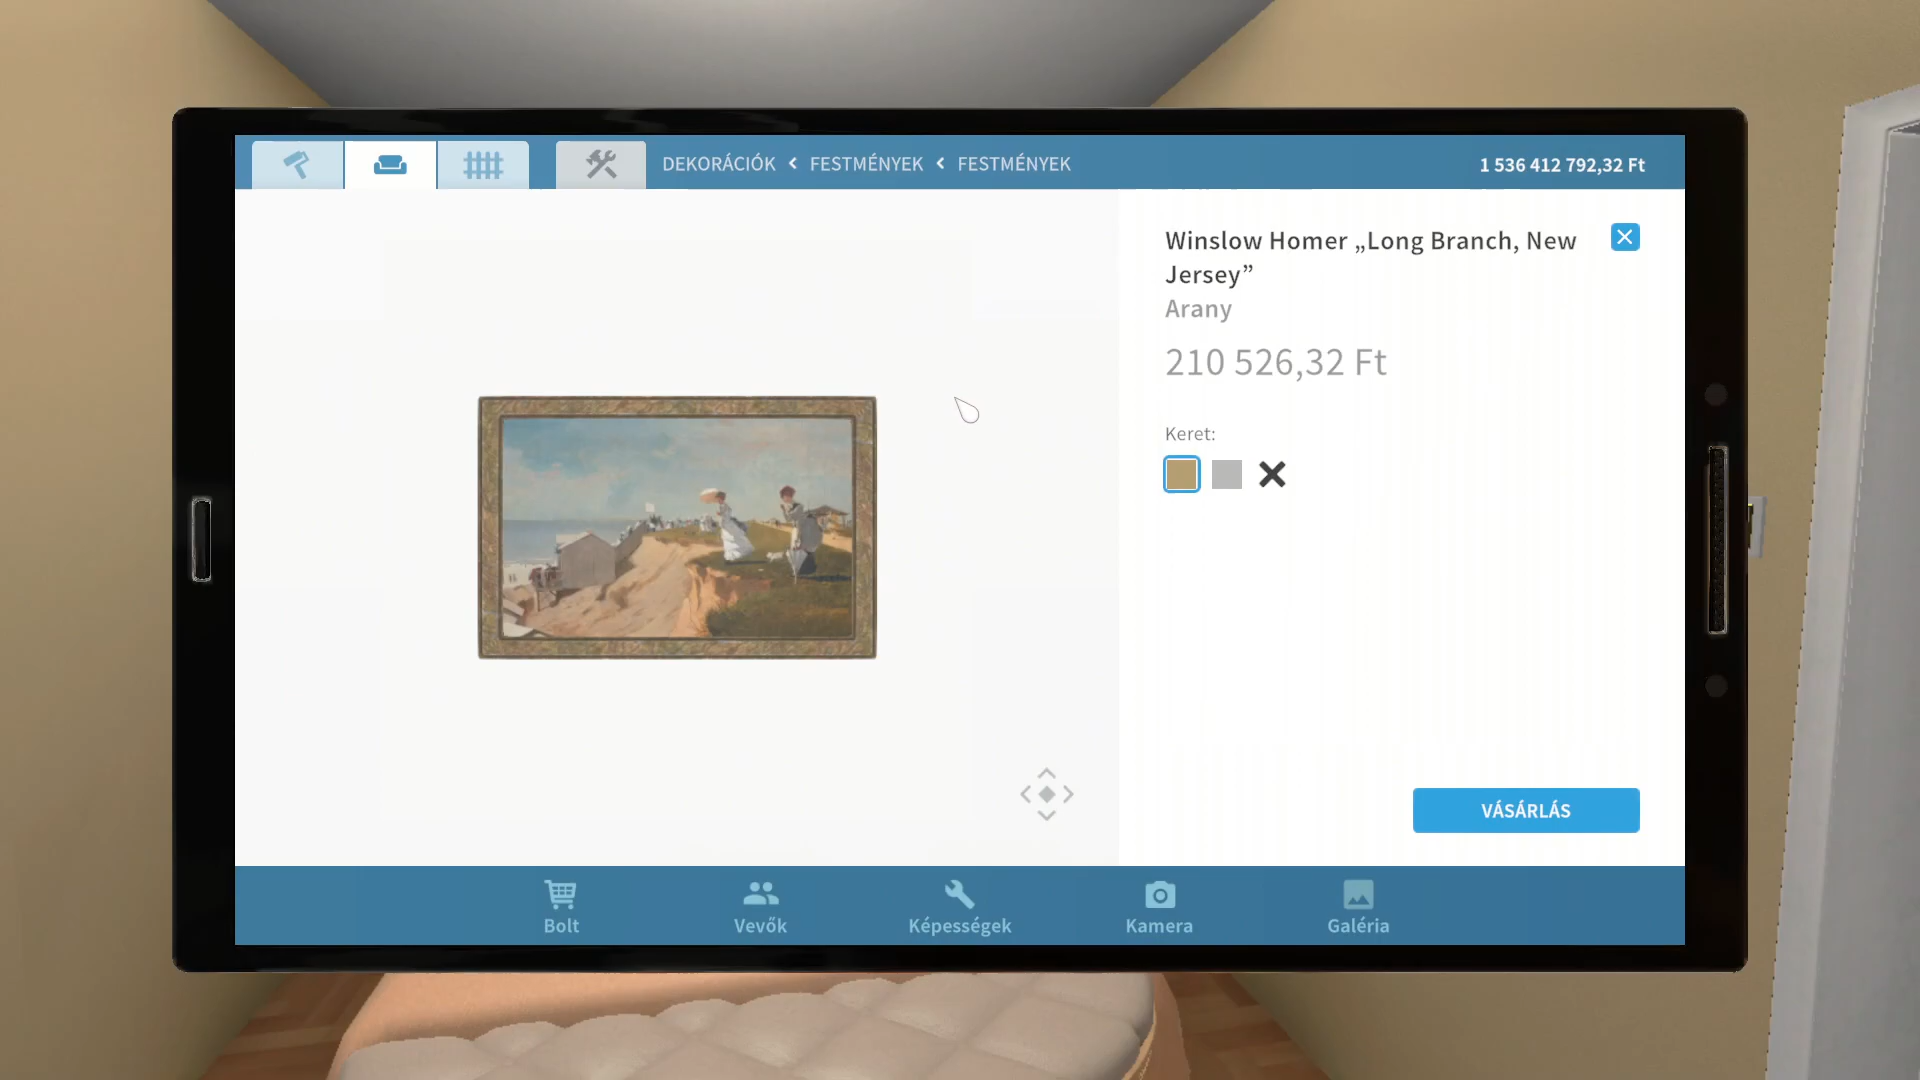 DEKORÁCIÓK < FESTMÉNYEK < FESTMÉNYEK
1 536 412 792,32 Ft
Winslow Homer „Long Branch, New
Jersey”
Arany
210 526,32 Ft
Keret:
VÁSÁRLÁS
Bolt
Vevők
Képességek
Kamera
Galéria